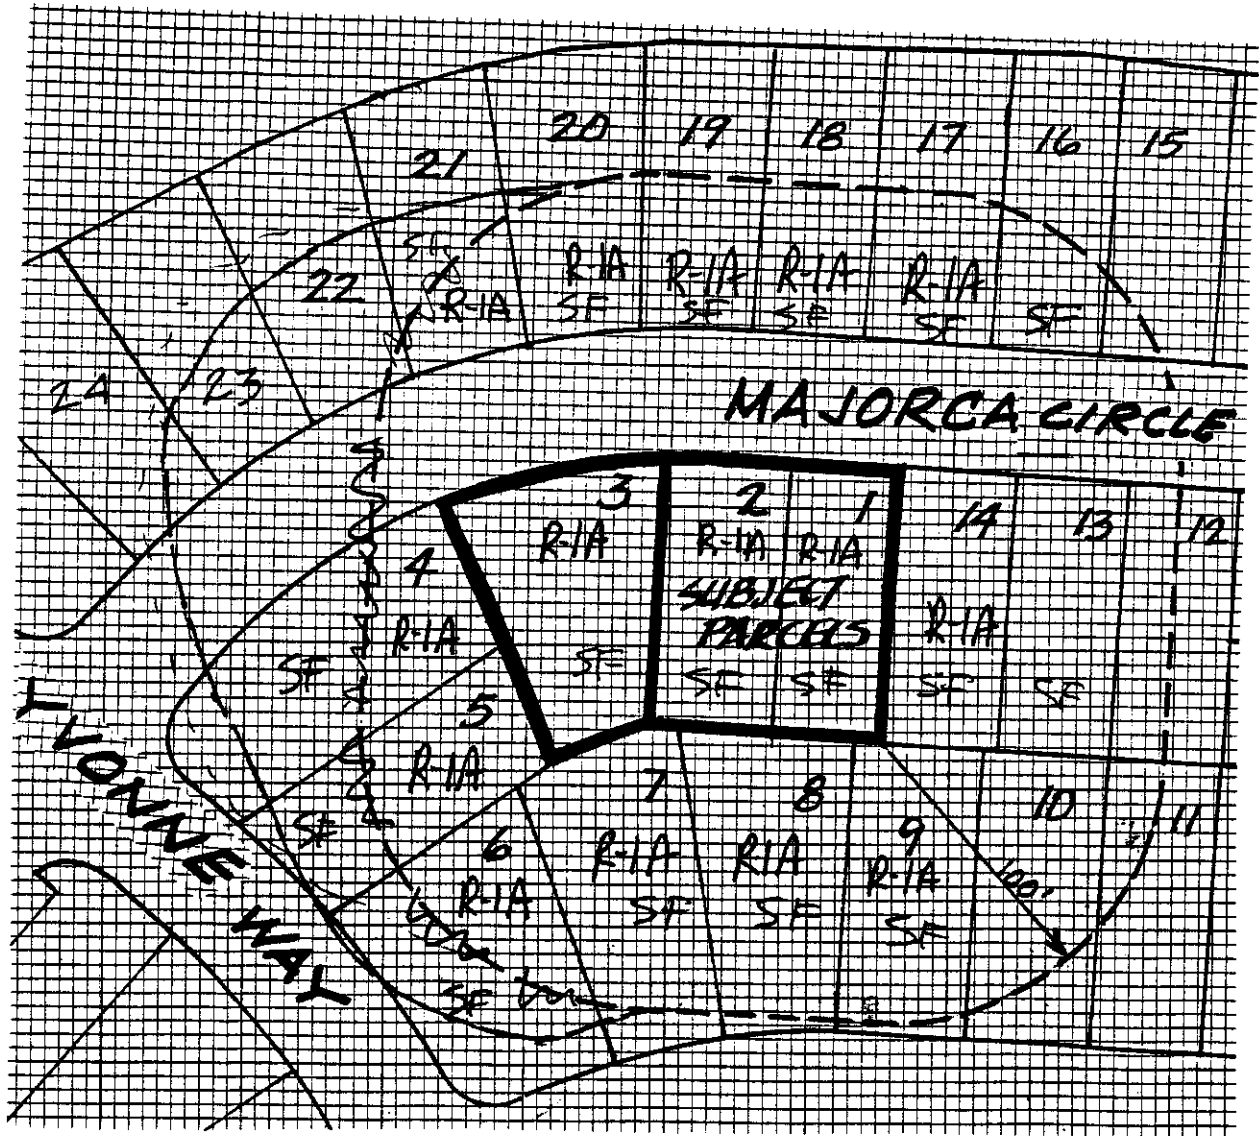 20 19 18 17 16 15
21
R-1A R-1A R-1A R-1A
SF SF SF SF SF
22 SF
R-1A
24 23
MAJORCA CIRCLE
3 2 1 14 13 12
R-1A R-1A R-1A
4
SUBJECT
PARCELS
R-1A R-1A
SF SF SF SF SF SF
5
YVONNE WAY
R-1A
7 8 10 11
SF 6 9
R-1A R1A R-1A 100'
R-1A SF SF SF
SF